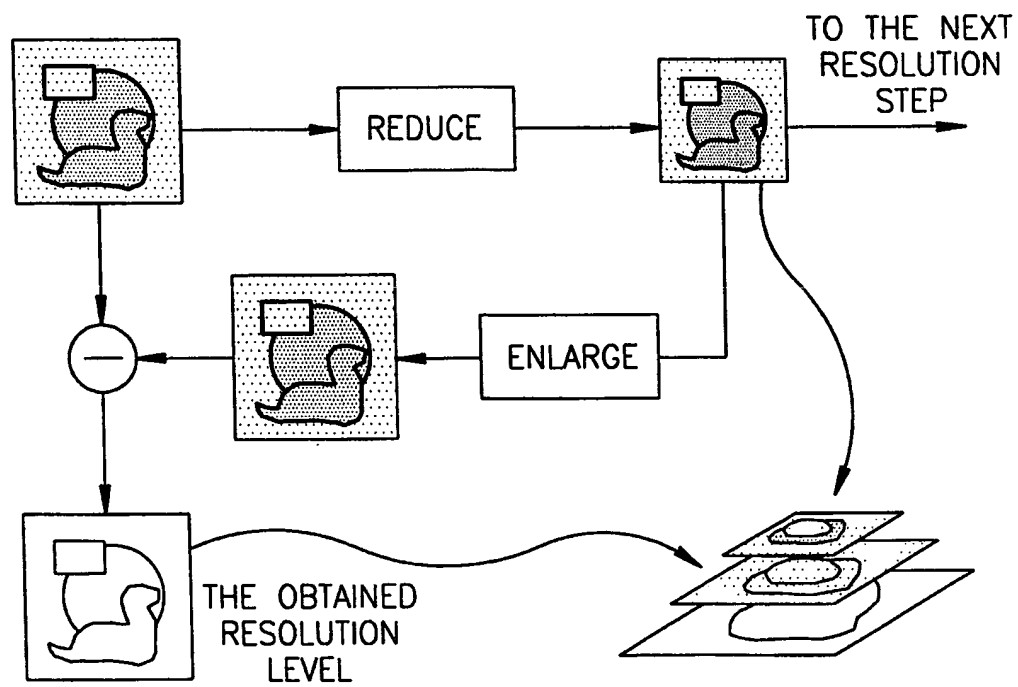 TO THE NEXT
RESOLUTION
STEP
REDUCE
ENLARGE
THE OBTAINED
RESOLUTION
LEVEL